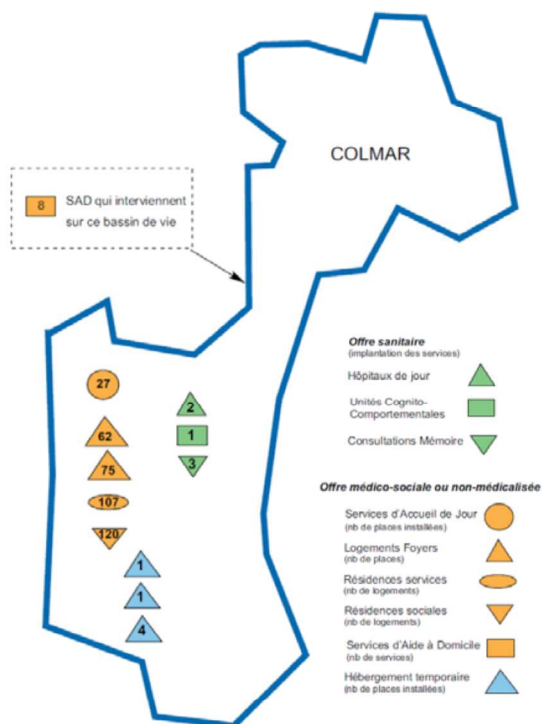 COLMAR
8
SAD qui interviennent
sur ce bassin de vie
27
62
75
107
120
2
1
3
1
1
4
Offre sanitaire
(implantation des services)
Hôpitaux de jour
Unités Cognito-
Comportementales
Consultations Mémoire
Offre médico-sociale ou non-médicalisée
Services d'Accueil de Jour
(nb de places installées)
Logements Foyers
(nb de places)
Résidences services
(nb de logements)
Résidences sociales
(nb de logements)
Services d'Aide à Domicile
(nb de services)
Hébergement temporaire
(nb de places installées)